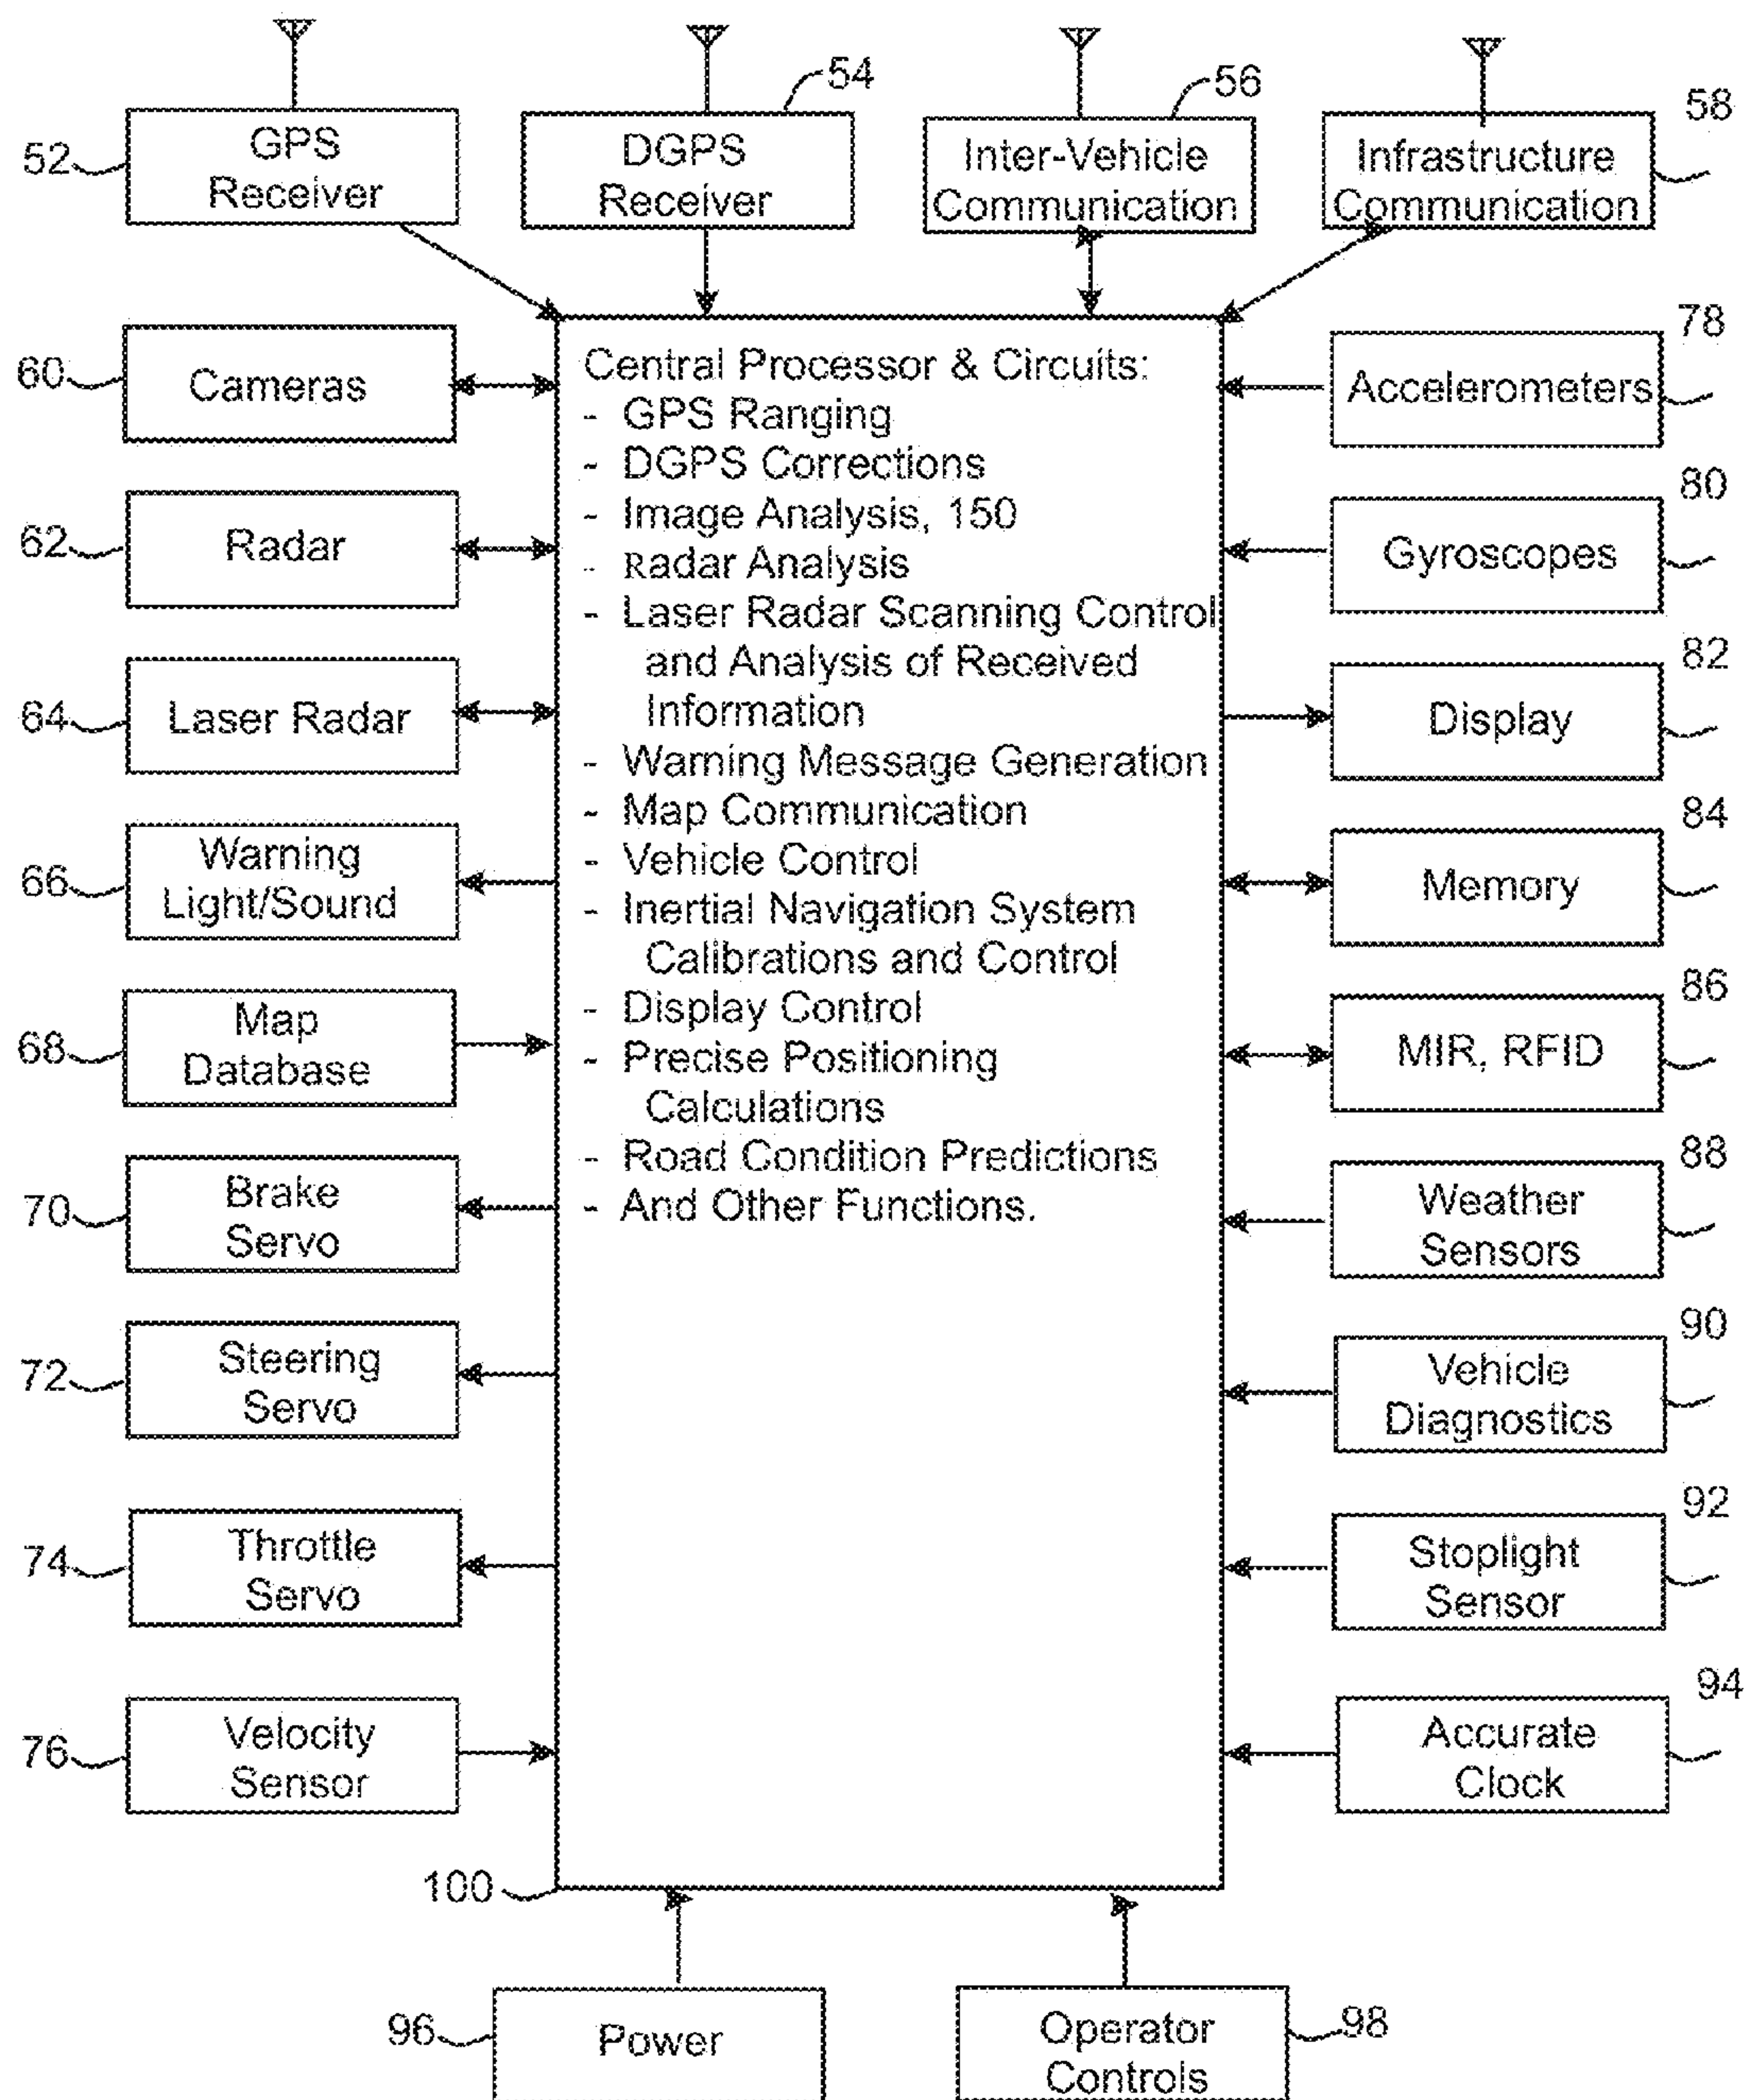 54
56
58
52
GPS
Receiver
DGPS
Receiver
Inter-Vehicle
Communication
Infrastructure
Communication
60
Cameras
62
Radar
64
Laser Radar
66
Warning
Light/Sound
68
Map
Database
70
Brake
Servo
72
Steering
Servo
74
Throttle
Servo
76
Velocity
Sensor
Central Processor & Circuits:
- GPS Ranging
- DGPS Corrections
- Image Analysis, 150
- Radar Analysis
- Laser Radar Scanning Control
and Analysis of Received
Information
- Warning Message Generation
- Map Communication
- Vehicle Control
- Inertial Navigation System
Calibrations and Control
- Display Control
- Precise Positioning
Calculations
- Road Condition Predictions
- And Other Functions.
78
Accelerometers
80
Gyroscopes
82
Display
84
Memory
86
MIR, RFID
88
Weather
Sensors
90
Vehicle
Diagnostics
92
Stoplight
Sensor
94
Accurate
Clock
100
96
Power
Operator
Controls
98